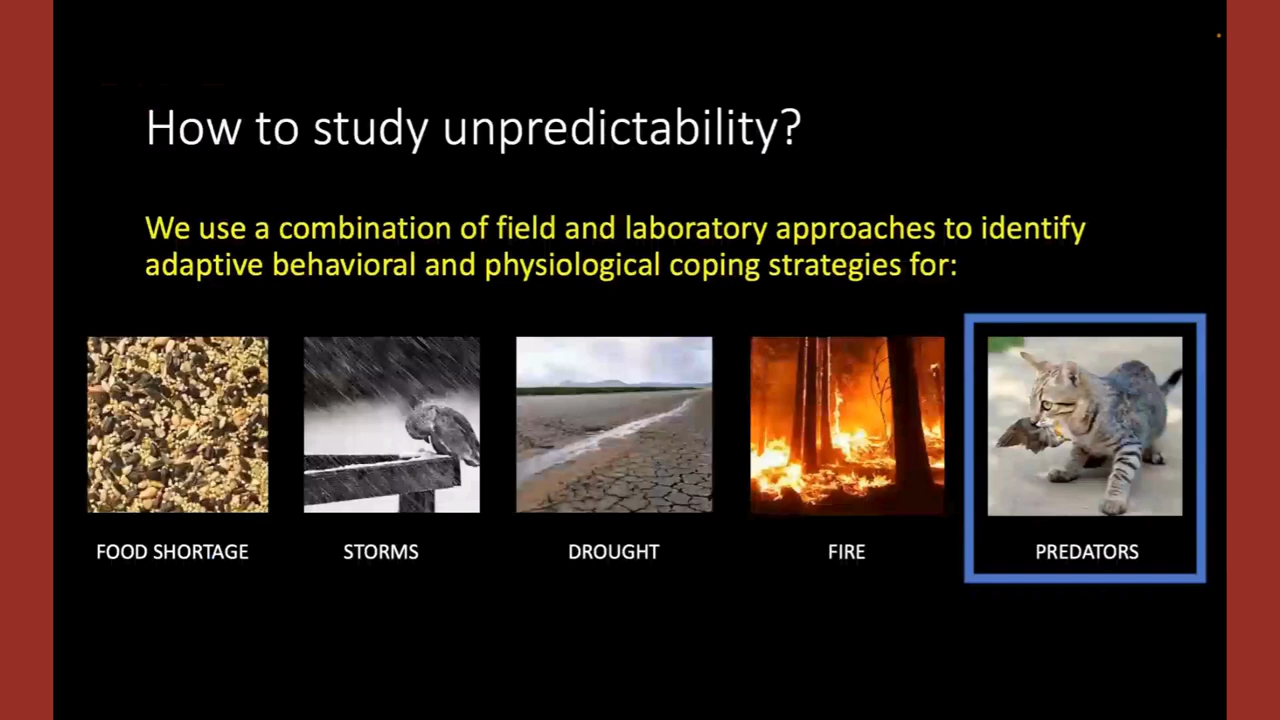 How to study unpredictability?
We use a combination of field and laboratory approaches to identify
adaptive behavioral and physiological coping strategies for:
FOOD SHORTAGE
STORMS
DROUGHT
FIRE
PREDATORS